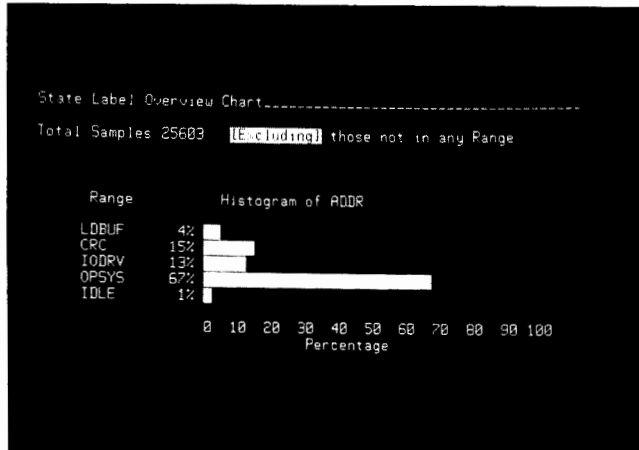 State Label Overview Chart
Total Samples 25603 [Excluding] those not in any Range
Range Histogram of ADDR
LDBUF 4%
CRC 15%
IODRV 13%
OPSYS 67%
IDLE 1%
0 10 20 30 40 50 60 70 80 90 100
Percentage